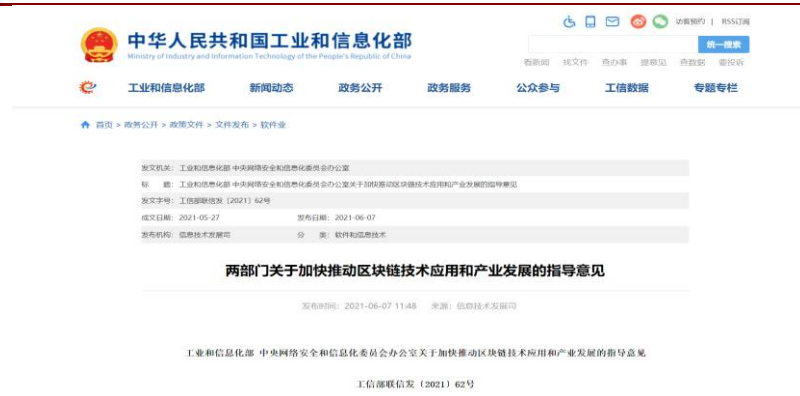 访客预约 | RSS订阅
中华人民共和国工业和信息化部
Ministry of Industry and Information Technology of the People's Republic of China
统一搜索
看新闻 找文件 查办事 提意见 查数据 要投诉
工业和信息化部 新闻动态 政务公开 政务服务 公众参与 工信数据 专题专栏
首页 > 政务公开 > 政策文件 > 文件发布 > 软件业
发文机关: 工业和信息化部 中央网络安全和信息化委员会办公室
标 题: 工业和信息化部 中央网络安全和信息化委员会办公室关于加快推动区块链技术应用和产业发展的指导意见
发文字号: 工信部联信发〔2021〕62号
成文日期: 2021-05-27 发布日期: 2021-06-07
发布机构: 信息技术发展司 分 类: 软件和信息技术
两部门关于加快推动区块链技术应用和产业发展的指导意见
发布时间: 2021-06-07 11:48 来源: 信息技术发展司
工业和信息化部 中央网络安全和信息化委员会办公室关于加快推动区块链技术应用和产业发展的指导意见
工信部联信发〔2021〕62号